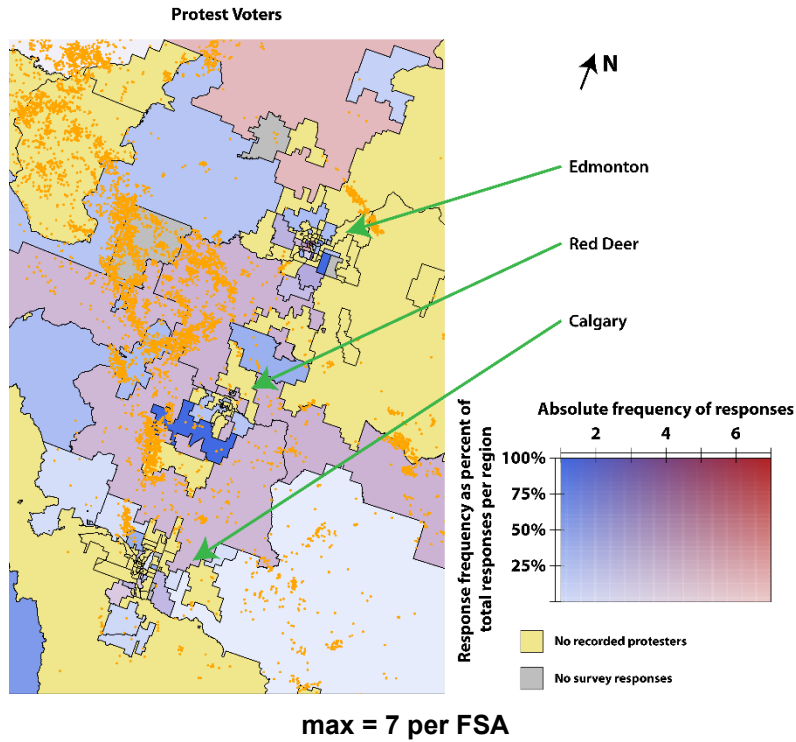 Protest Voters
N
Edmonton
Red Deer
Calgary
Absolute frequency of responses
2 4 6
100%
75%
50%
25%
Response frequency as percent of
total responses per region
No recorded protesters
No survey responses
max = 7 per FSA